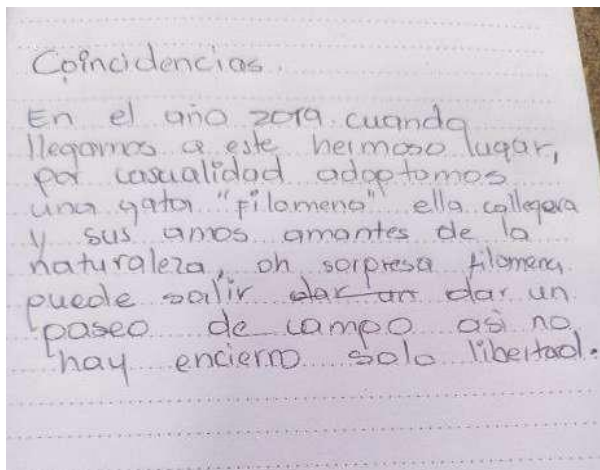 Coincidencias.
En el año 2019 cuando
llegamos a este hermoso lugar,
por casualidad adoptamos
una gata "filomena" ella callegera
y sus amos amantes de la
naturaleza, oh sorpresa filomena
puede salir dar un dar un
paseo de campo asi no
hay encierro solo libertad.